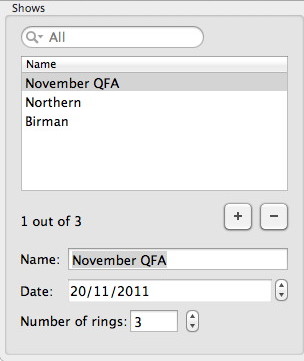 Shows
All
Name
November QFA
Northern
Birman
1 out of 3
+ −
Name: November QFA
Date: 20/11/2011
Number of rings: 3